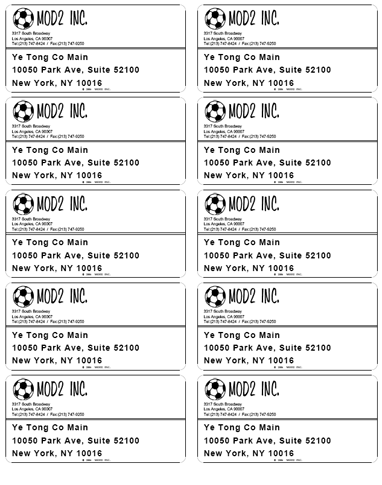 MOD2 INC. MOD2 INC.
3317 South Broadway 3317 South Broadway
Los Angeles, CA 90007 Los Angeles, CA 90007
Tel:(213) 747-8424 / Fax:(213) 747-9250 Tel:(213) 747-8424 / Fax:(213) 747-9250
Ye Tong Co Main Ye Tong Co Main
10050 Park Ave, Suite 52100 10050 Park Ave, Suite 52100
New York, NY 10016 New York, NY 10016
MOD2 INC. MOD2 INC.
3317 South Broadway 3317 South Broadway
Los Angeles, CA 90007 Los Angeles, CA 90007
Tel:(213) 747-8424 / Fax:(213) 747-9250 Tel:(213) 747-8424 / Fax:(213) 747-9250
Ye Tong Co Main Ye Tong Co Main
10050 Park Ave, Suite 52100 10050 Park Ave, Suite 52100
New York, NY 10016 New York, NY 10016
MOD2 INC. MOD2 INC.
3317 South Broadway 3317 South Broadway
Los Angeles, CA 90007 Los Angeles, CA 90007
Tel:(213) 747-8424 / Fax:(213) 747-9250 Tel:(213) 747-8424 / Fax:(213) 747-9250
Ye Tong Co Main Ye Tong Co Main
10050 Park Ave, Suite 52100 10050 Park Ave, Suite 52100
New York, NY 10016 New York, NY 10016
MOD2 INC. MOD2 INC.
3317 South Broadway 3317 South Broadway
Los Angeles, CA 90007 Los Angeles, CA 90007
Tel:(213) 747-8424 / Fax:(213) 747-9250 Tel:(213) 747-8424 / Fax:(213) 747-9250
Ye Tong Co Main Ye Tong Co Main
10050 Park Ave, Suite 52100 10050 Park Ave, Suite 52100
New York, NY 10016 New York, NY 10016
MOD2 INC. MOD2 INC.
3317 South Broadway 3317 South Broadway
Los Angeles, CA 90007 Los Angeles, CA 90007
Tel:(213) 747-8424 / Fax:(213) 747-9250 Tel:(213) 747-8424 / Fax:(213) 747-9250
Ye Tong Co Main Ye Tong Co Main
10050 Park Ave, Suite 52100 10050 Park Ave, Suite 52100
New York, NY 10016 New York, NY 10016